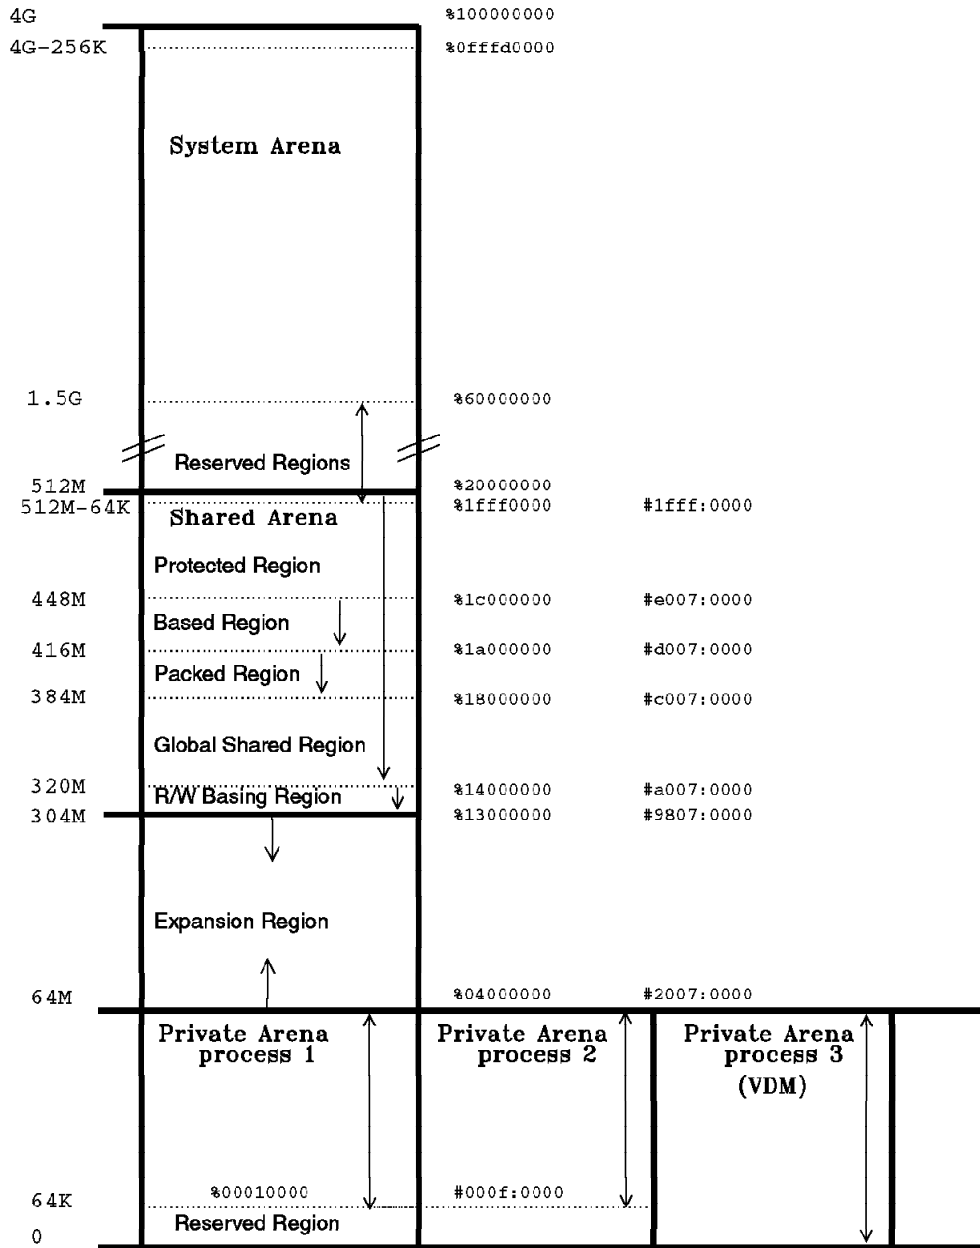 4G %100000000
4G-256K %0fffd0000
System Arena
1.5G %60000000
Reserved Regions
512M %20000000
512M-64K %1fff0000 #1fff:0000
Shared Arena
Protected Region
448M %1c000000 #e007:0000
Based Region
416M %1a000000 #d007:0000
Packed Region
384M %18000000 #c007:0000
Global Shared Region
320M %14000000 #a007:0000
R/W Basing Region
304M %13000000 #9807:0000
Expansion Region
64M %04000000 #2007:0000
Private Arena
process 1
Private Arena
process 2
Private Arena
process 3
(VDM)
64K %00010000 #000f:0000
Reserved Region
0